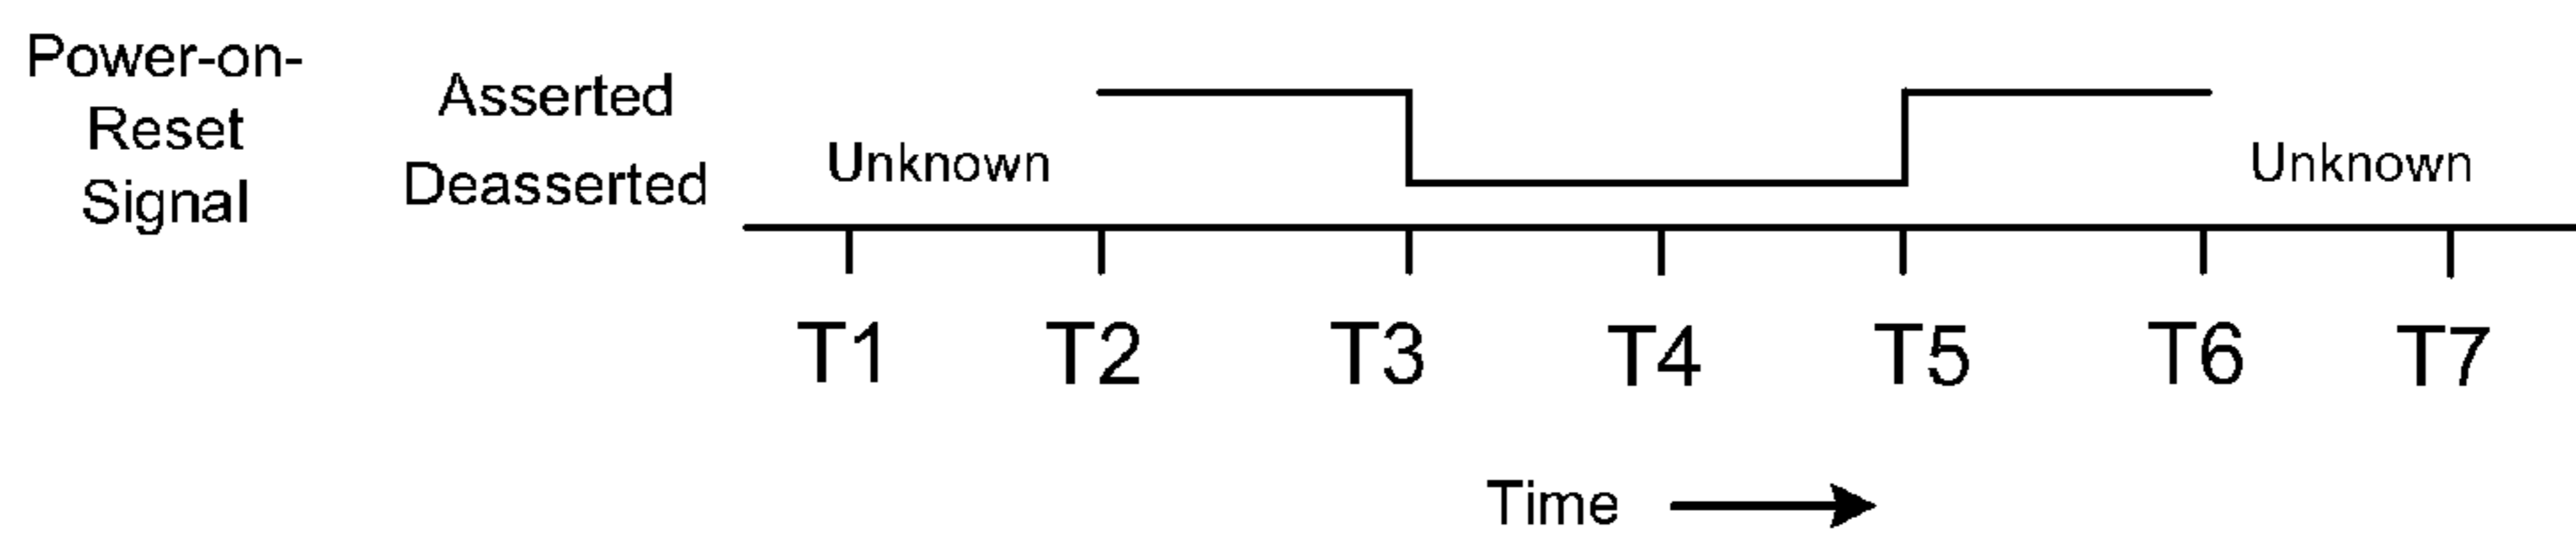 Power-on-
Reset
Signal
Asserted
Deasserted
Unknown
Unknown
T1 T2 T3 T4 T5 T6 T7
Time